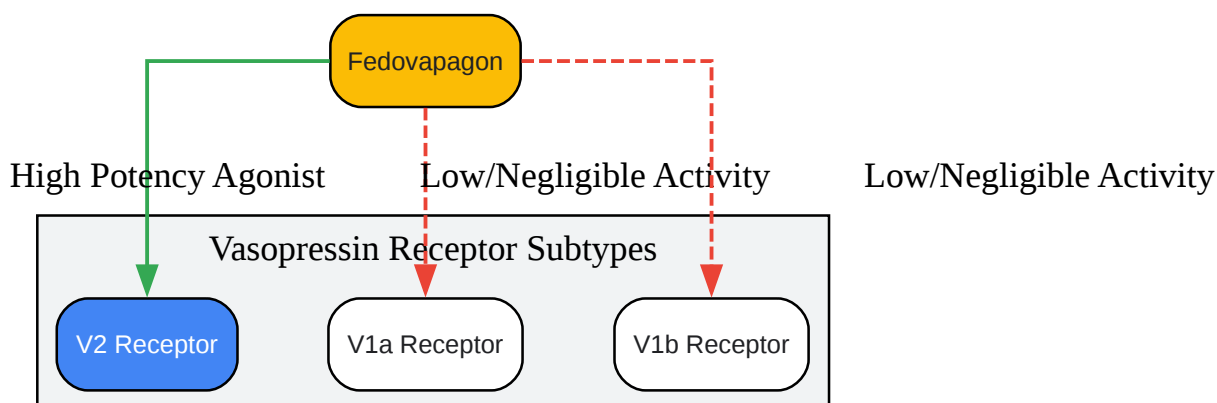 Fedovapagon
High Potency Agonist
Low/Negligible Activity
Low/Negligible Activity
Vasopressin Receptor Subtypes
V2 Receptor
V1a Receptor
V1b Receptor